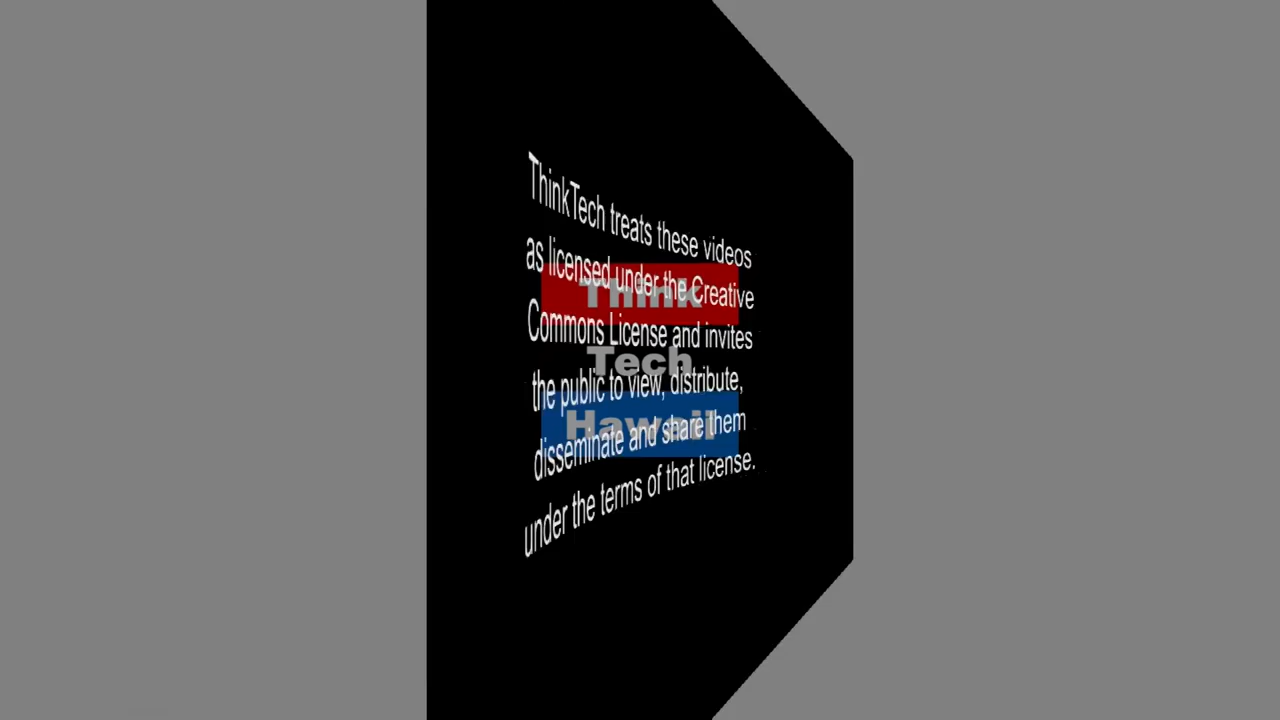 ThinkTech treats these videos
as licensed under the Creative
Commons License and invites
the public to view, distribute,
disseminate and share them
under the terms of that license.
Think
Tech
Hawaii